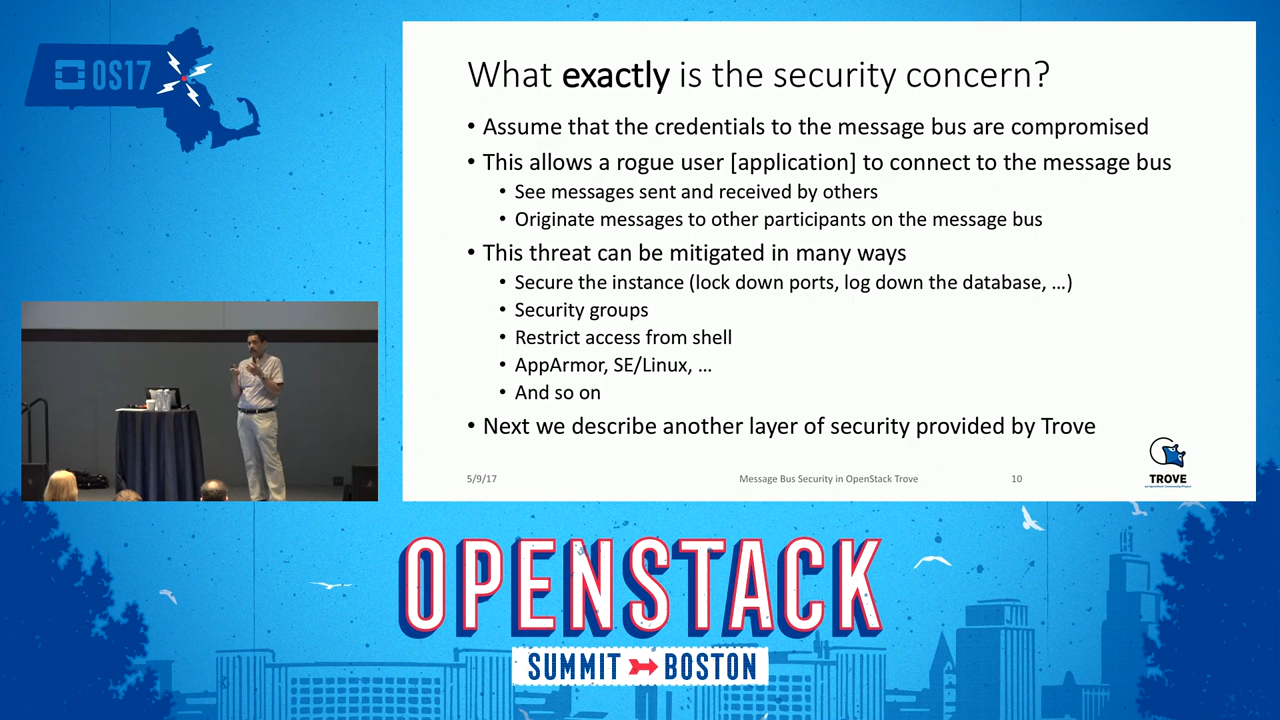 OS17
What exactly is the security concern?
• Assume that the credentials to the message bus are compromised
• This allows a rogue user [application] to connect to the message bus
• See messages sent and received by others
• Originate messages to other participants on the message bus
• This threat can be mitigated in many ways
• Secure the instance (lock down ports, log down the database, …)
• Security groups
• Restrict access from shell
• AppArmor, SE/Linux, …
• And so on
• Next we describe another layer of security provided by Trove
5/9/17
Message Bus Security in OpenStack Trove
10
TROVE
an OpenStack Community Project
OPENSTACK
SUMMIT BOSTON